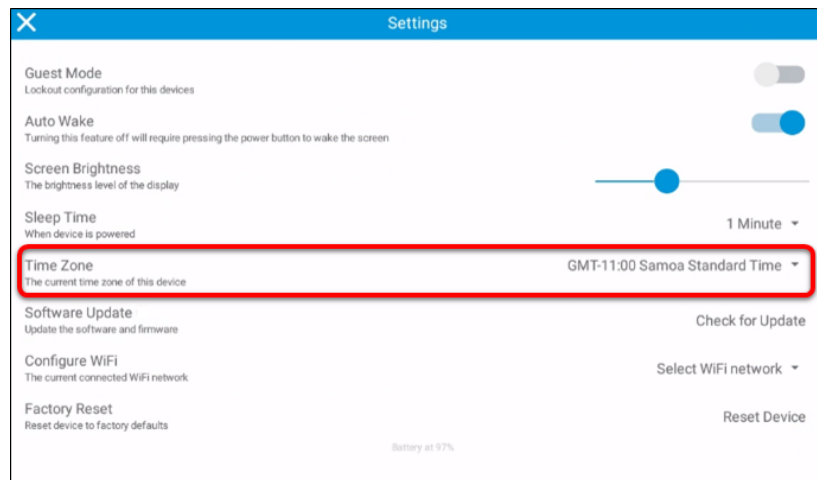 Settings
Guest Mode
Lockout configuration for this devices
Auto Wake
Turning this feature off will require pressing the power button to wake the screen
Screen Brightness
The brightness level of the display
Sleep Time
When device is powered
1 Minute
Time Zone
The current time zone of this device
GMT-11:00 Samoa Standard Time
Software Update
Update the software and firmware
Check for Update
Configure WiFi
The current connected WiFi network
Select WiFi network
Factory Reset
Reset device to factory defaults
Reset Device
Battery at 97%